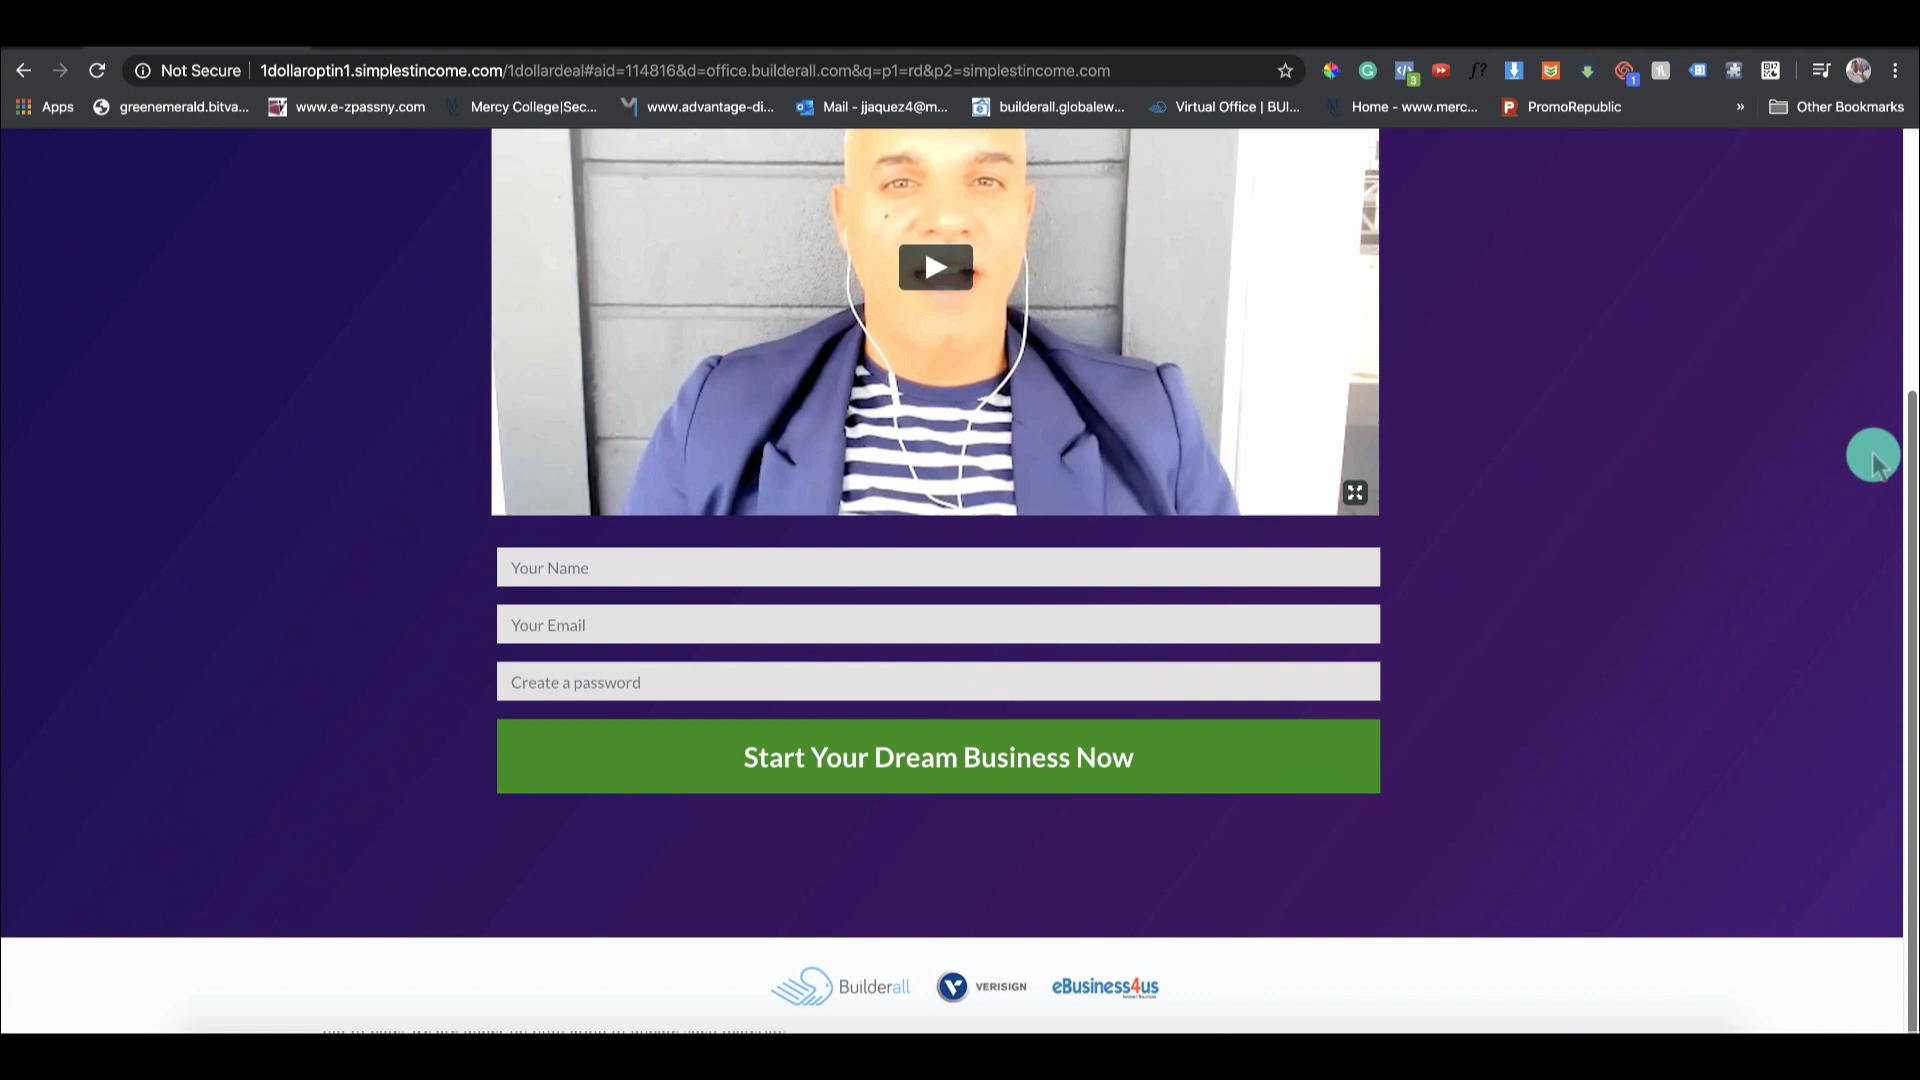 Not Secure 1dollaroptin1.simplestincome.com/1dollardeal#aid=114816&d=office.builderall.com&q=p1=rd&p2=simplestincome.com
Apps greenemerald.bitva... www.e-zpassny.com Mercy College|Sec... www.advantage-di... Mail - jjaquez4@m... builderall.globalew... Virtual Office | BUI... Home - www.merc... PromoRepublic » Other Bookmarks
Your Name
Your Email
Create a password
Start Your Dream Business Now
Builderall VERISIGN eBusiness4us